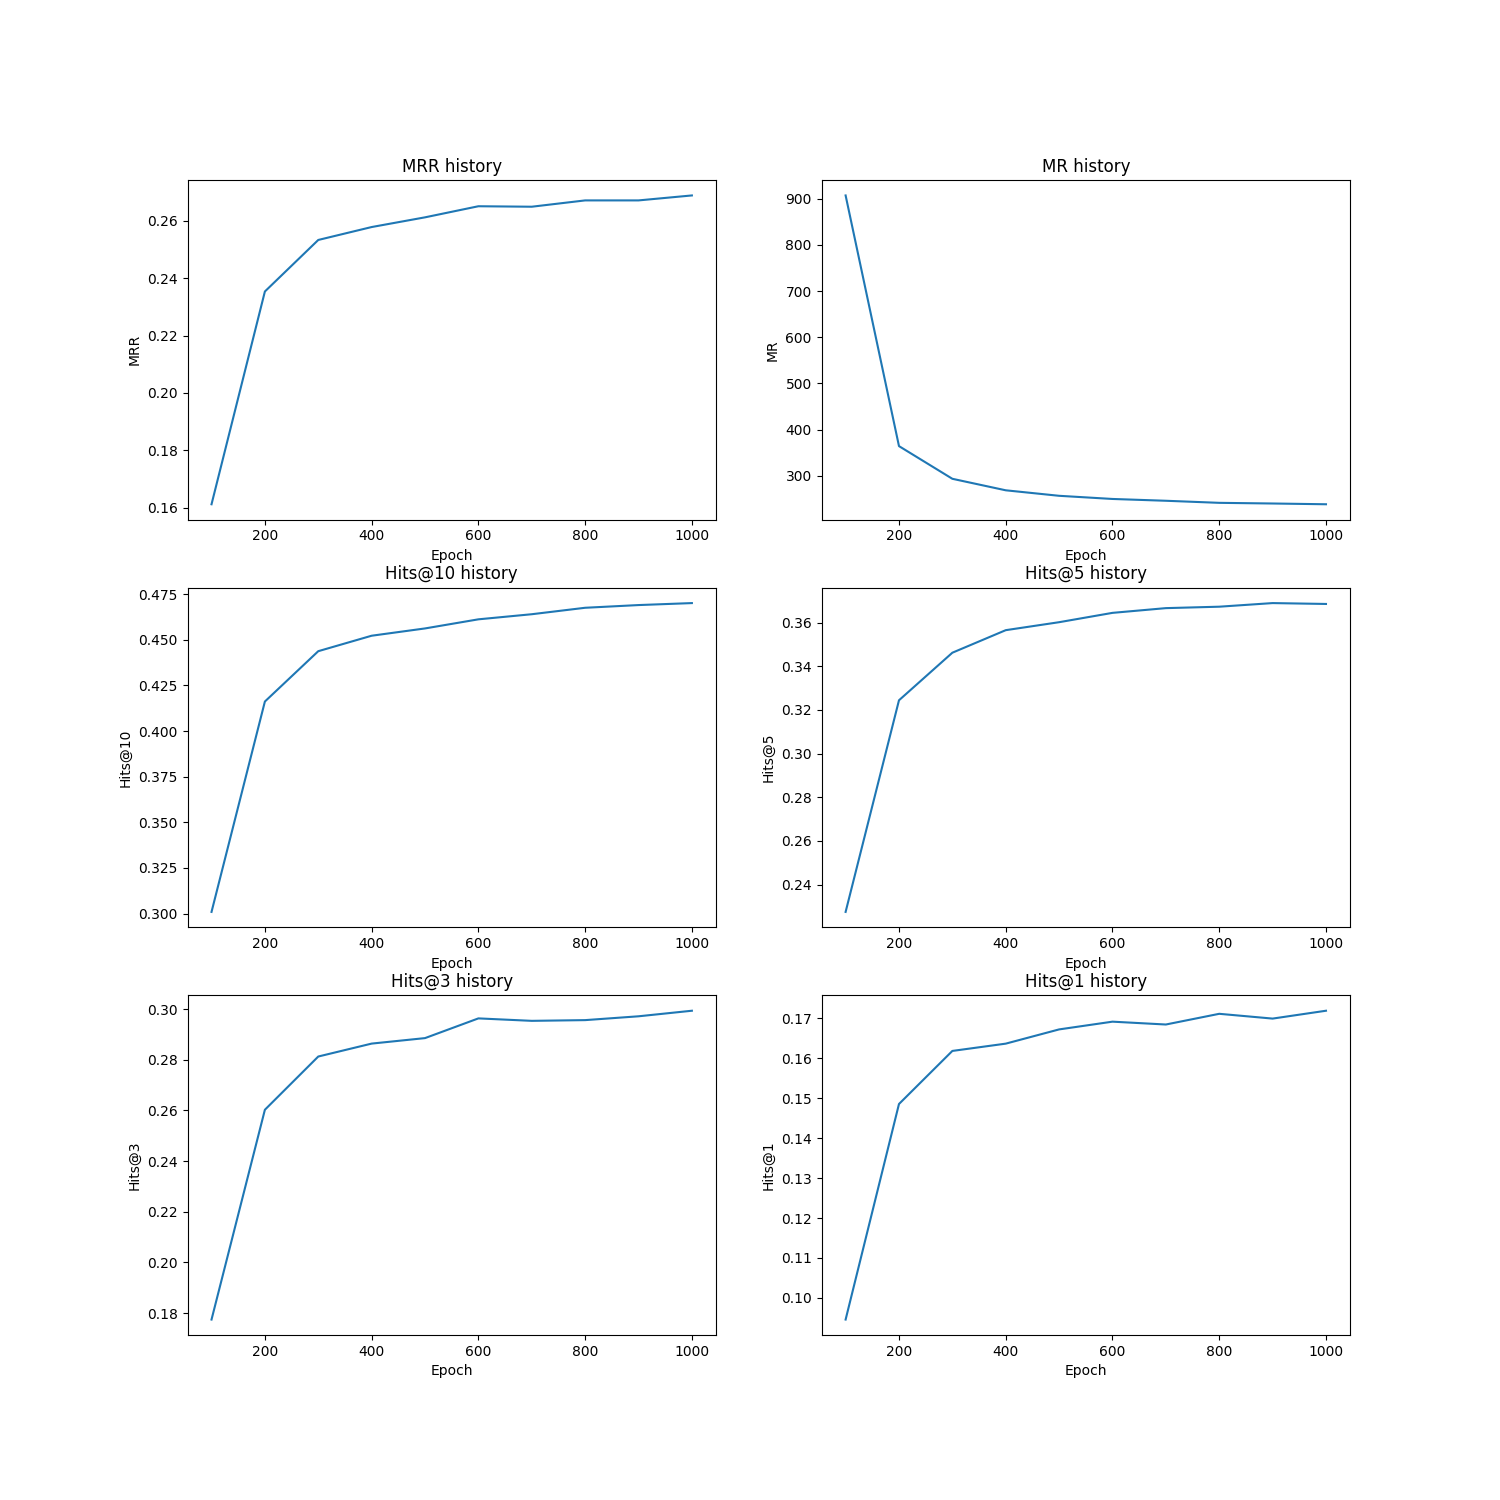 MRR history
MRR
0.26
0.24
0.22
0.20
0.18
0.16
200 400 600 800 1000
Epoch
MR history
MR
900
800
700
600
500
400
300
200 400 600 800 1000
Epoch
Hits@10 history
Hits@10
0.475
0.450
0.425
0.400
0.375
0.350
0.325
0.300
200 400 600 800 1000
Epoch
Hits@5 history
Hits@5
0.36
0.34
0.32
0.30
0.28
0.26
0.24
200 400 600 800 1000
Epoch
Hits@3 history
Hits@3
0.30
0.28
0.26
0.24
0.22
0.20
0.18
200 400 600 800 1000
Epoch
Hits@1 history
Hits@1
0.17
0.16
0.15
0.14
0.13
0.12
0.11
0.10
200 400 600 800 1000
Epoch